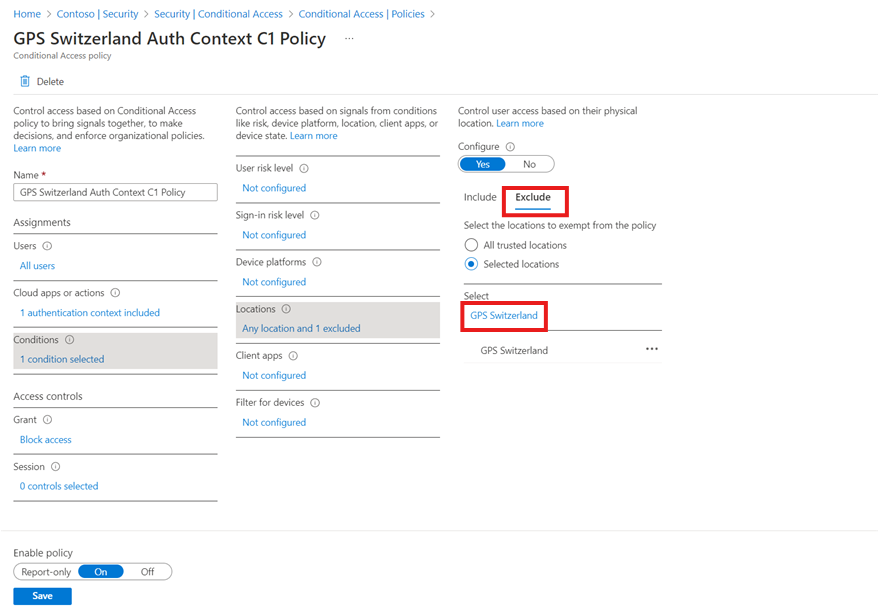 Home > Contoso | Security > Security | Conditional Access > Conditional Access | Policies >
GPS Switzerland Auth Context C1 Policy ...
Conditional Access policy
Delete
Control access based on Conditional Access
policy to bring signals together, to make
decisions, and enforce organizational policies.
Learn more
Name *
GPS Switzerland Auth Context C1 Policy
Assignments
Users
All users
Cloud apps or actions
1 authentication context included
Conditions
1 condition selected
Access controls
Grant
Block access
Session
0 controls selected
Control access based on signals from conditions
like risk, device platform, location, client apps, or
device state. Learn more
User risk level
Not configured
Sign-in risk level
Not configured
Device platforms
Not configured
Locations
Any location and 1 excluded
Client apps
Not configured
Filter for devices
Not configured
Control user access based on their physical
location. Learn more
Configure
Yes No
Include Exclude
Select the locations to exempt from the policy
All trusted locations
Selected locations
Select
GPS Switzerland
GPS Switzerland
Enable policy
Report-only On Off
Save